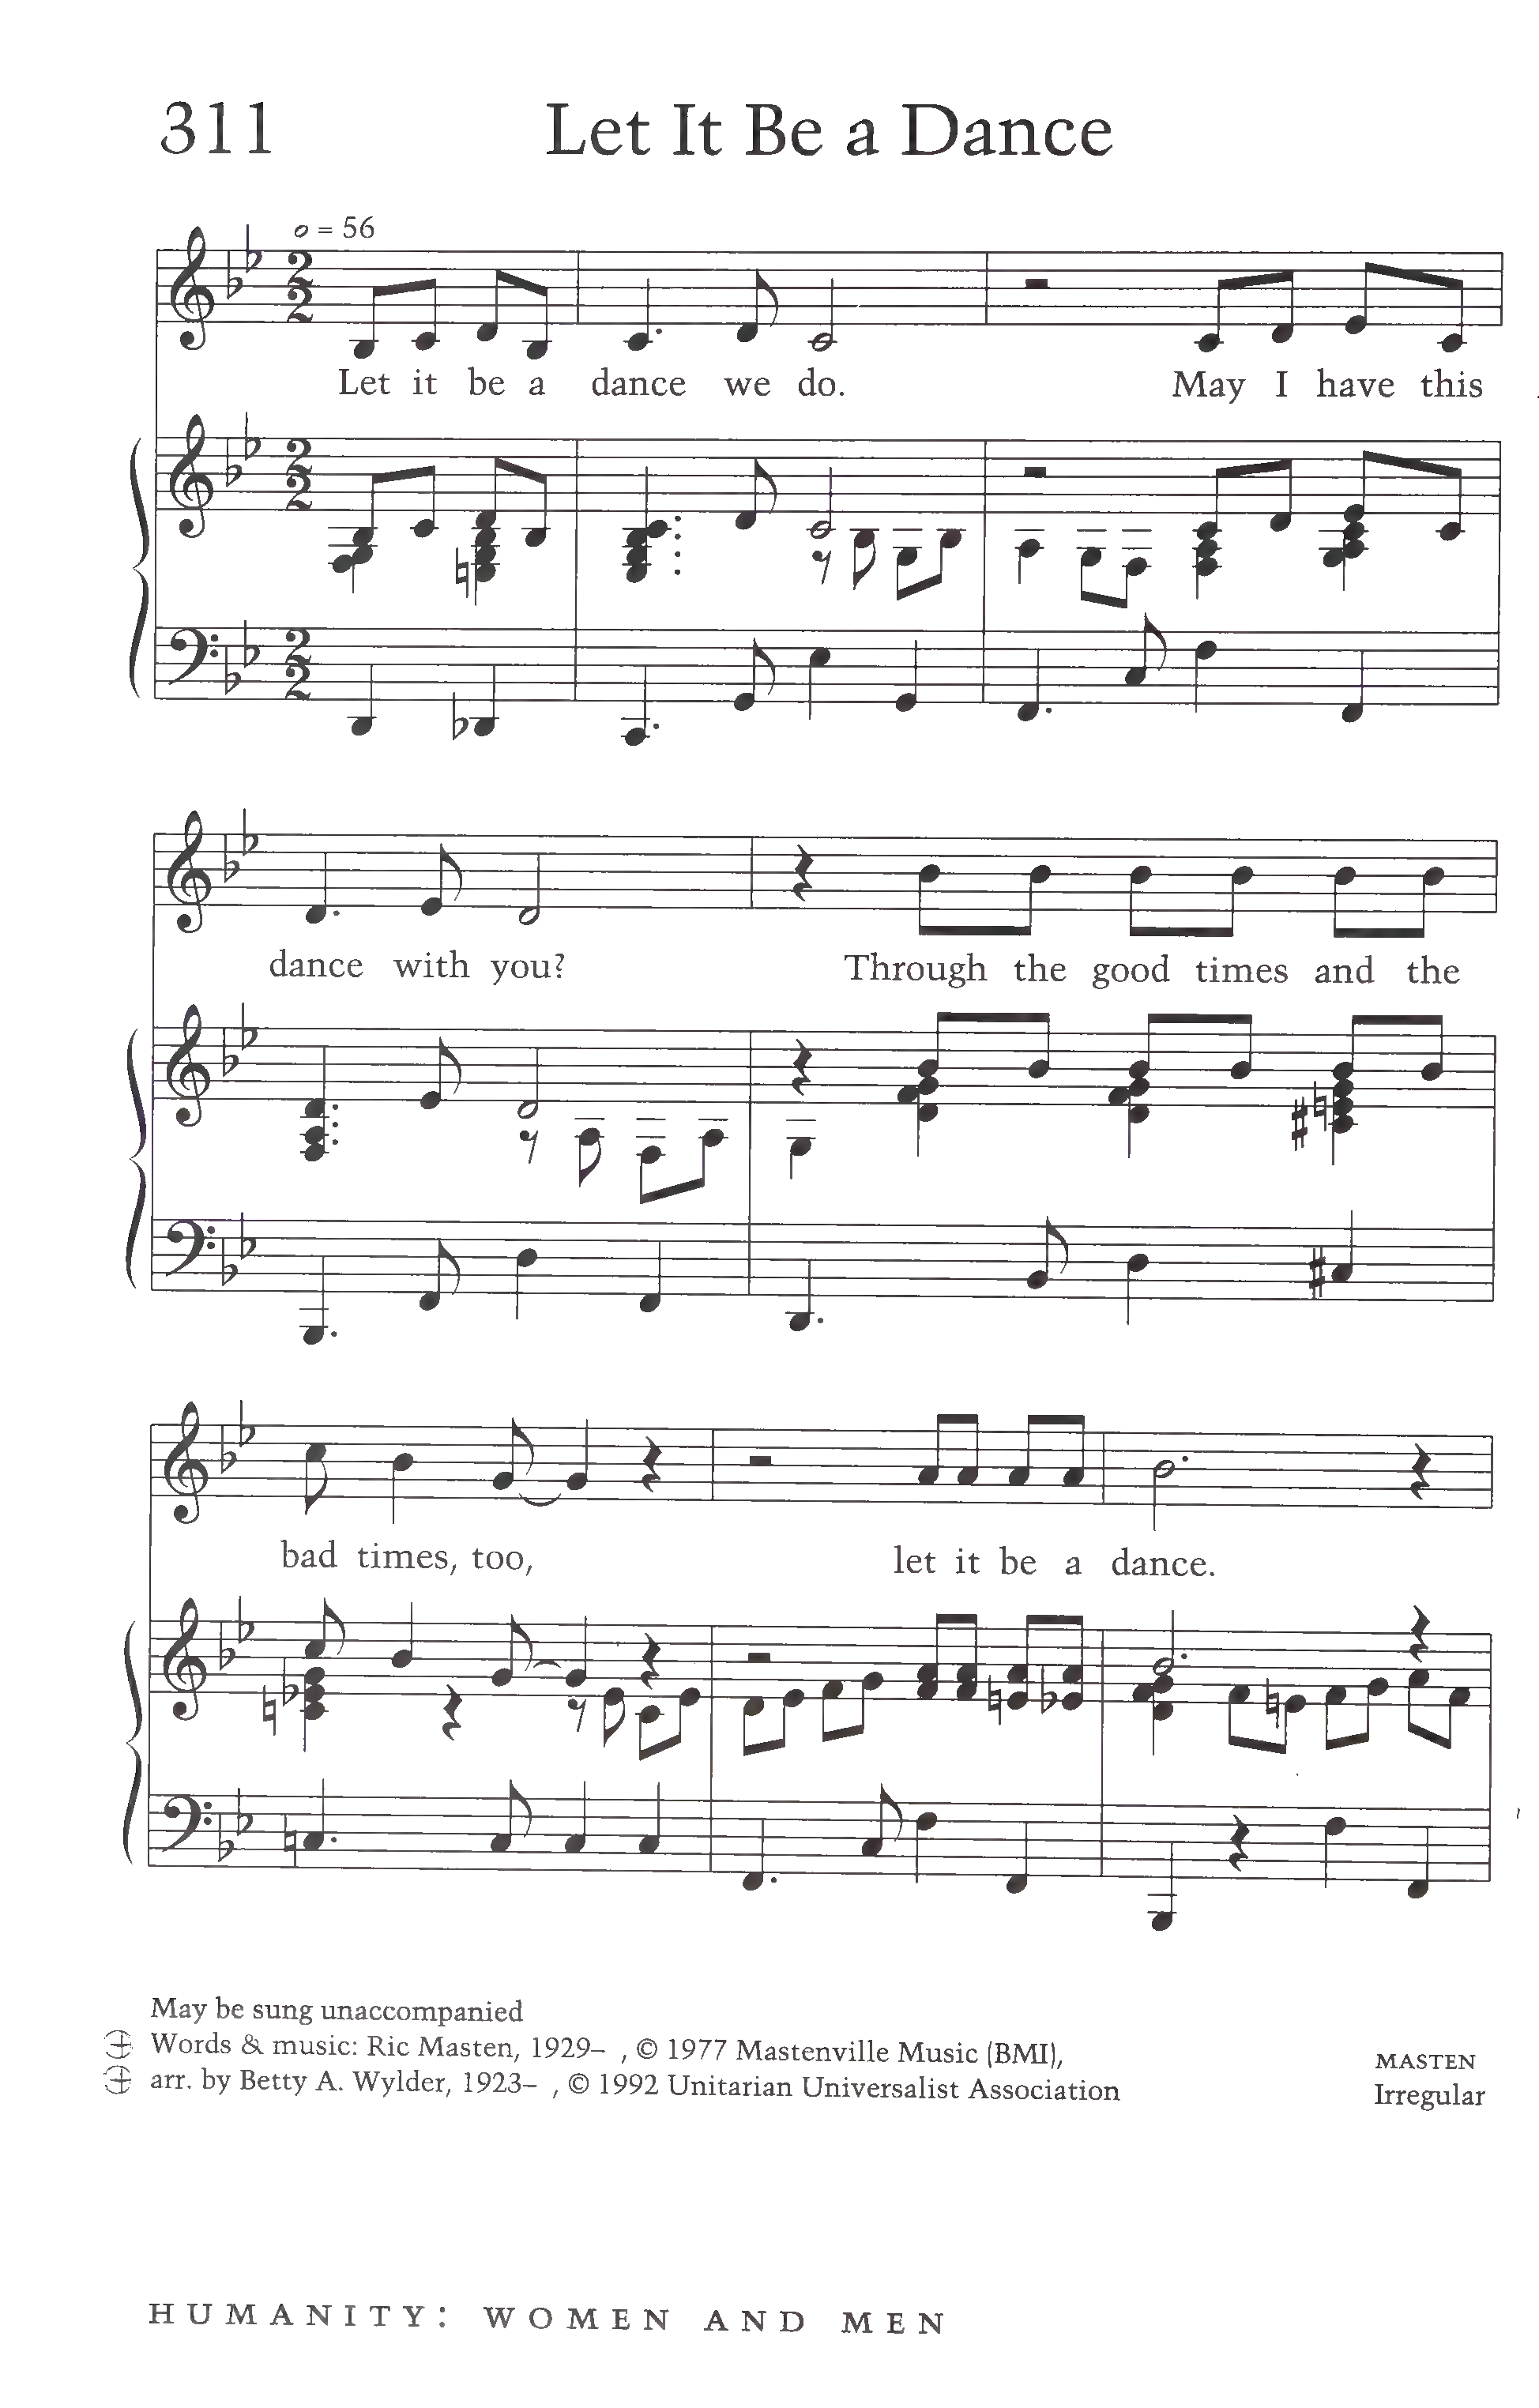 311 Let It Be a Dance
𝅗𝅥 = 56
Let it be a dance we do. May I have this
dance with you? Through the good times and the
bad times, too, let it be a dance.
May be sung unaccompanied
Words & music: Ric Masten, 1929– , © 1977 Mastenville Music (BMI),
arr. by Betty A. Wylder, 1923– , © 1992 Unitarian Universalist Association
MASTEN
Irregular
HUMANITY: WOMEN AND MEN